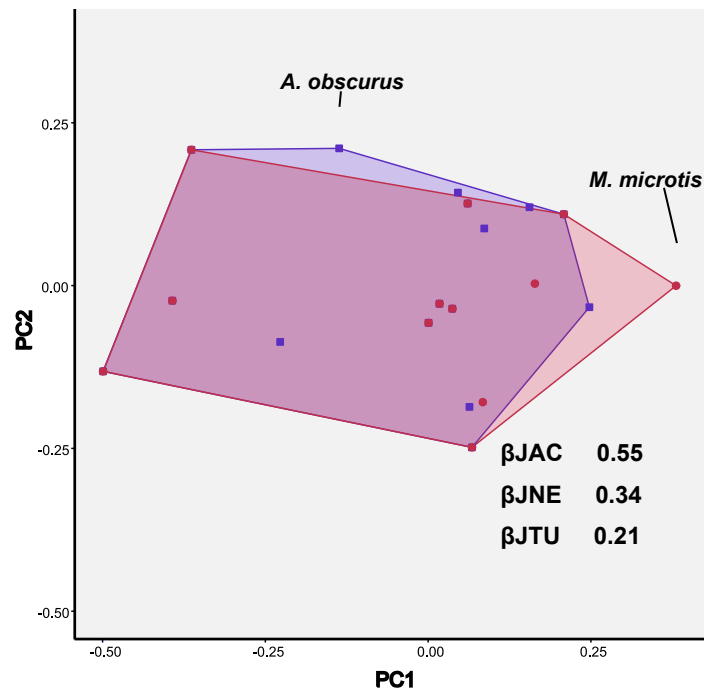 A. obscurus
M. microtis
0.25
0.00
-0.25
-0.50
PC2
βJAC 0.55
βJNE 0.34
βJTU 0.21
-0.50 -0.25 0.00 0.25
PC1